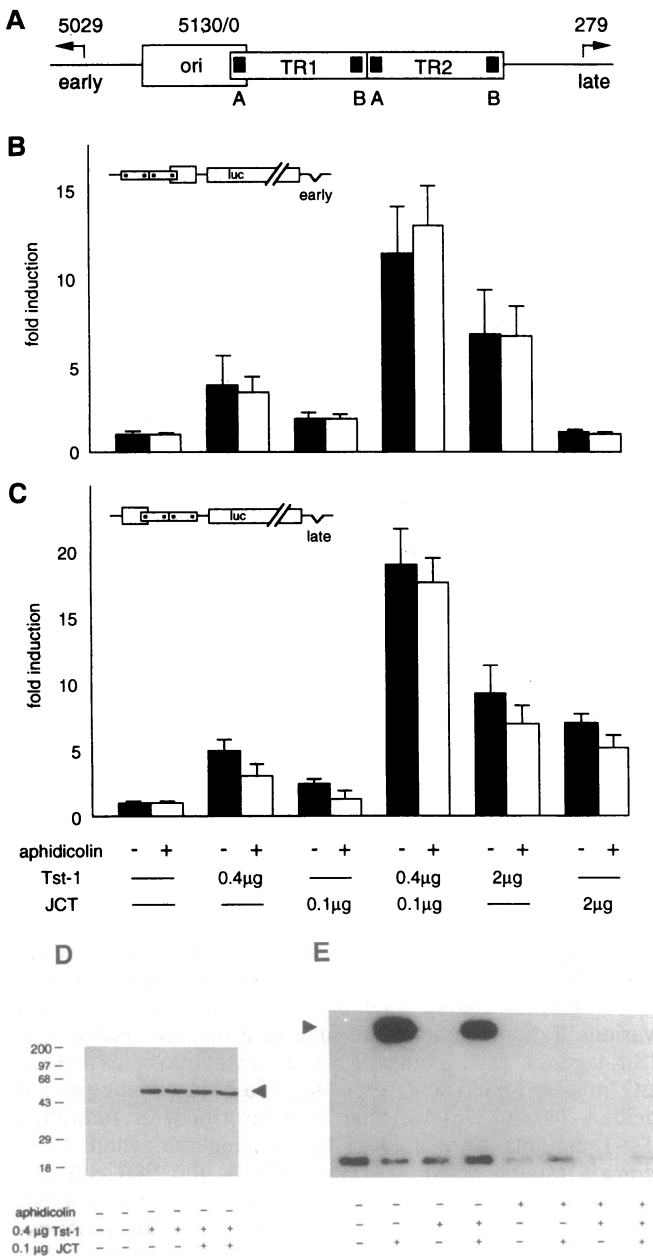 A
5029 5130/0 279
early ori TR1 TR2 late
A B A B
B
luc
early
fold induction
15
10
5
0
C
luc
late
fold induction
20
15
10
5
0
aphidicolin - + - + - + - + - + - +
Tst-1 — 0.4µg — 0.4µg 2µg —
JCT — — 0.1µg 0.1µg — 2µg
D
200
97
68
43
29
18
aphidicolin – – – – – –
0.4 µg Tst-1 – – + + + +
0.1 µg JCT – – – – + +
E
– – – – + + + +
– – + + – – + +
– + – + – + – +